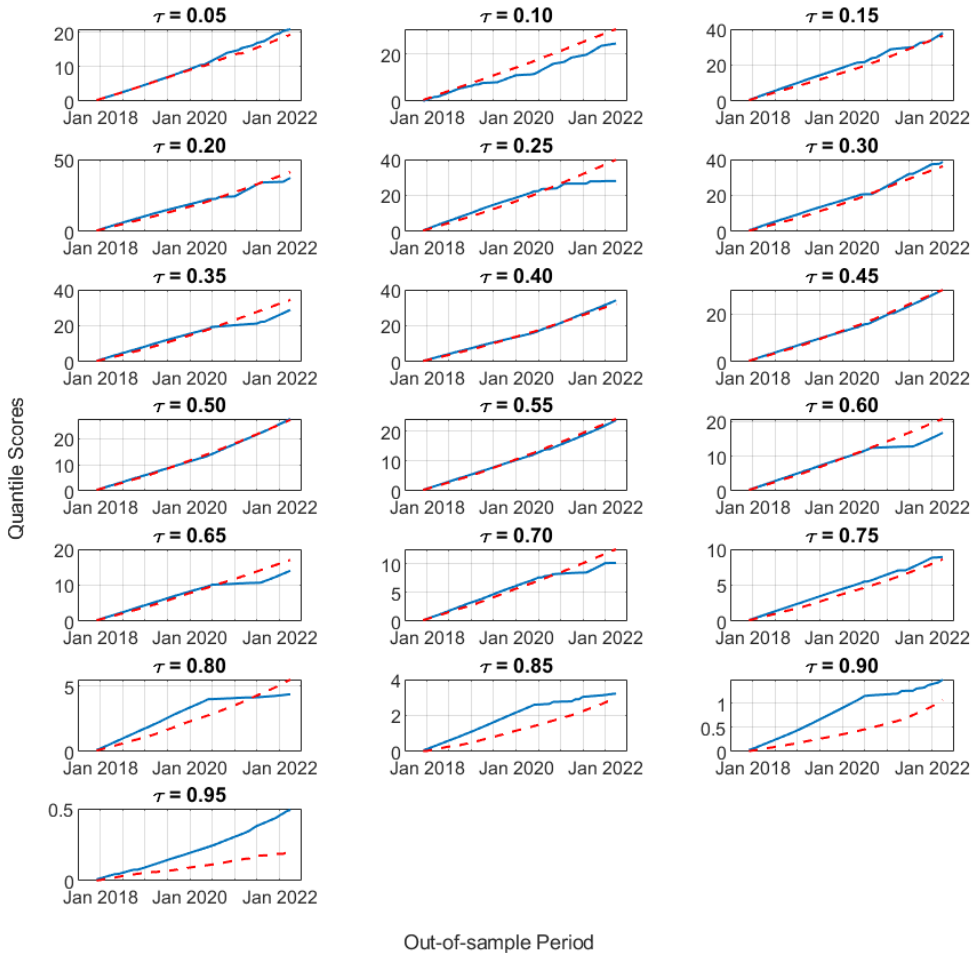 τ = 0.05
τ = 0.10
τ = 0.15
20
10
0
Jan 2018 Jan 2020 Jan 2022
20
0
Jan 2018 Jan 2020 Jan 2022
40
20
0
Jan 2018 Jan 2020 Jan 2022
τ = 0.20
τ = 0.25
τ = 0.30
50
0
Jan 2018 Jan 2020 Jan 2022
40
20
0
Jan 2018 Jan 2020 Jan 2022
40
20
0
Jan 2018 Jan 2020 Jan 2022
τ = 0.35
τ = 0.40
τ = 0.45
40
20
0
Jan 2018 Jan 2020 Jan 2022
40
20
0
Jan 2018 Jan 2020 Jan 2022
20
0
Jan 2018 Jan 2020 Jan 2022
Quantile Scores
τ = 0.50
τ = 0.55
τ = 0.60
20
10
0
Jan 2018 Jan 2020 Jan 2022
20
10
0
Jan 2018 Jan 2020 Jan 2022
20
10
0
Jan 2018 Jan 2020 Jan 2022
τ = 0.65
τ = 0.70
τ = 0.75
20
10
0
Jan 2018 Jan 2020 Jan 2022
10
5
0
Jan 2018 Jan 2020 Jan 2022
10
5
0
Jan 2018 Jan 2020 Jan 2022
τ = 0.80
τ = 0.85
τ = 0.90
5
0
Jan 2018 Jan 2020 Jan 2022
4
2
0
Jan 2018 Jan 2020 Jan 2022
1
0.5
0
Jan 2018 Jan 2020 Jan 2022
τ = 0.95
0.5
0
Jan 2018 Jan 2020 Jan 2022
Out-of-sample Period